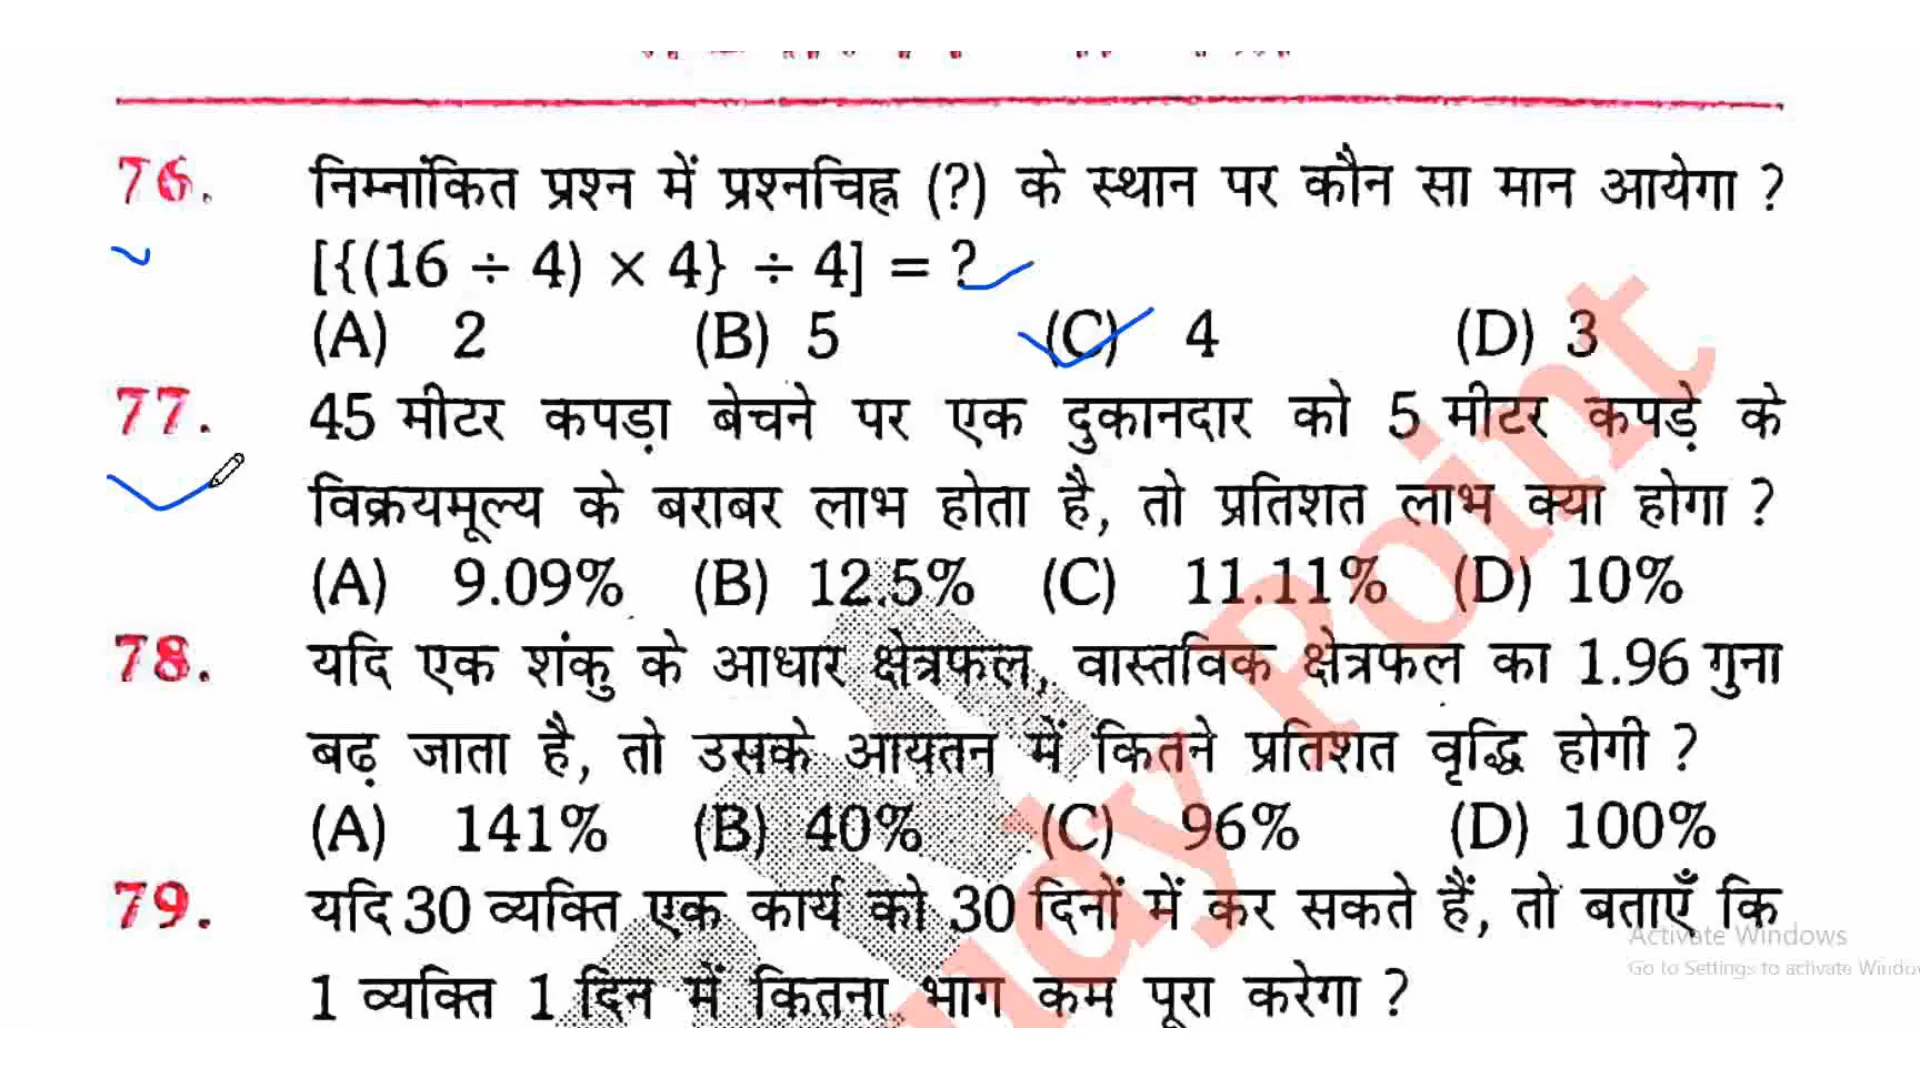 76. निम्नांकित प्रश्न में प्रश्नचिह्न (?) के स्थान पर कौन सा मान आयेगा ?
[{(16 ÷ 4) × 4} ÷ 4] = ?
(A) 2 (B) 5 (C) 4 (D) 3
77. 45 मीटर कपड़ा बेचने पर एक दुकानदार को 5 मीटर कपड़े के
विक्रयमूल्य के बराबर लाभ होता है, तो प्रतिशत लाभ क्या होगा ?
(A) 9.09% (B) 12.5% (C) 11.11% (D) 10%
78. यदि एक शंकु के आधार क्षेत्रफल, वास्तविक क्षेत्रफल का 1.96 गुना
बढ़ जाता है, तो उसके आयतन में कितने प्रतिशत वृद्धि होगी ?
(A) 141% (B) 40% (C) 96% (D) 100%
79. यदि 30 व्यक्ति एक कार्य को 30 दिनों में कर सकते हैं, तो बताएँ कि
1 व्यक्ति 1 दिन में कितना भाग कम पूरा करेगा ?
Point
Activate Windows
Go to Settings to activate